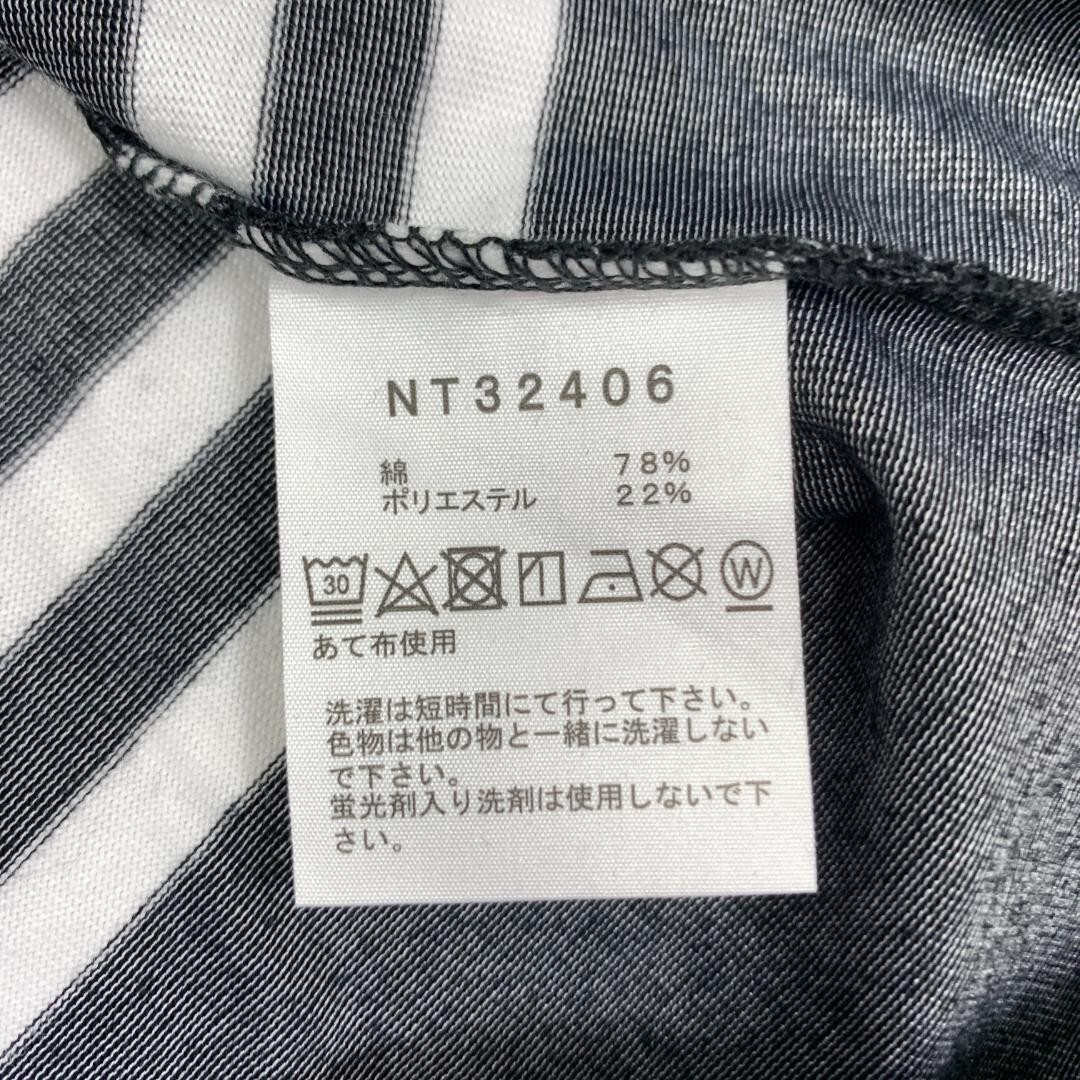 NT32406
綿 78%
ポリエステル 22%
30 W
あて布使用
洗濯は短時間にて行って下さい。
色物は他の物と一緒に洗濯しない
で下さい。
蛍光剤入り洗剤は使用しないで下
さい。